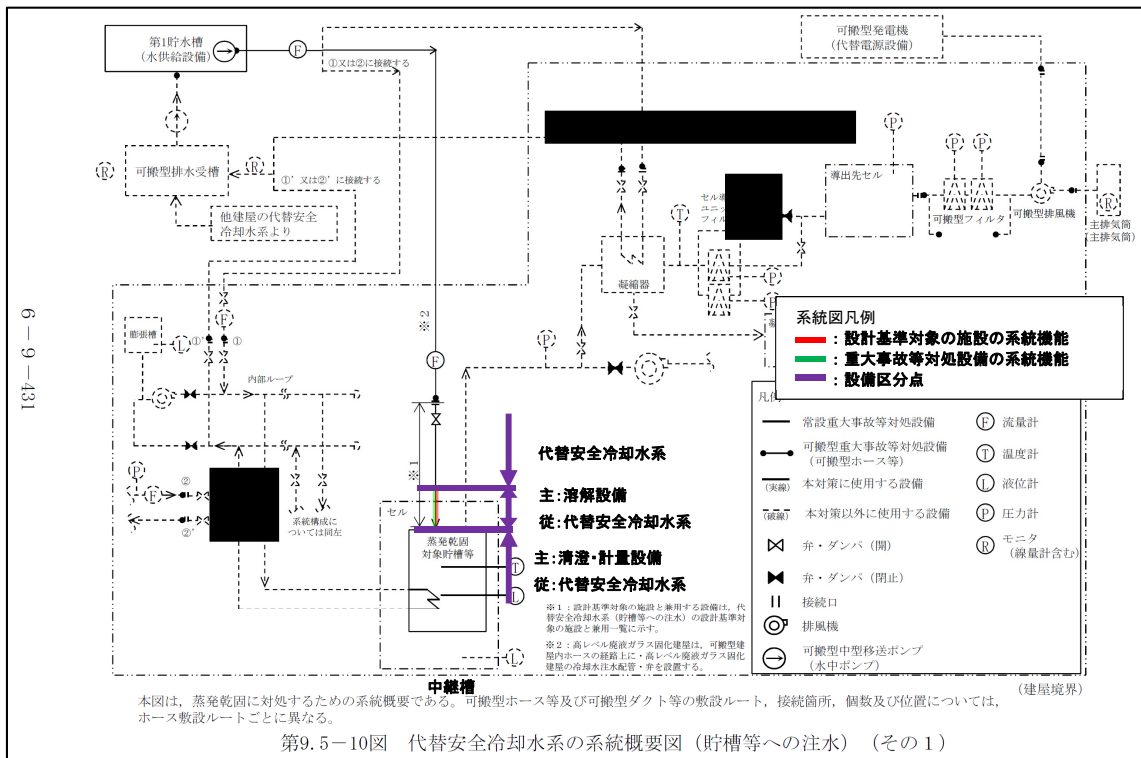 第1貯水槽
(水供給設備)
F
①又は②に接続する
可搬型発電機
(代替電源設備)
R
可搬型排水受槽
R
①’又は②’に接続する
他建屋の代替安全
冷却水系より
P
導出先セル
P
P
可搬型フィルタ
可搬型排風機
R
主排気筒
(主排気筒)
セル導
ユニッ
フィル
T
凝縮器
P
P
P
※2
F
F
膨張槽
L
①’
①
内部ループ
P
F
②
②’
系統構成に
ついては同左
※1
セル
蒸発乾固
対象貯槽等
T
L
L
中継槽
代替安全冷却水系
主:溶解設備
従:代替安全冷却水系
主:清澄・計量設備
従:代替安全冷却水系
※1:設計基準対象の施設と兼用する設備は,代
替安全冷却水系(貯槽等への注水)の設計基準対
象の施設と兼用一覧に示す。
※2:高レベル廃液ガラス固化建屋は,可搬型建
屋内ホースの経路上に・高レベル廃液ガラス固化
建屋の冷却水注水配管・弁を設置する。
系統図凡例
:設計基準対象の施設の系統機能
:重大事故等対処設備の系統機能
:設備区分点
凡例
常設重大事故等対処設備
可搬型重大事故等対処設備
(可搬型ホース等)
(実線)
本対策に使用する設備
(破線)
本対策以外に使用する設備
弁・ダンパ(開)
弁・ダンパ(閉止)
接続口
排風機
可搬型中型移送ポンプ
(水中ポンプ)
F 流量計
T 温度計
L 液位計
P 圧力計
R モニタ
(線量計含む)
(建屋境界)
本図は,蒸発乾固に対処するための系統概要である。可搬型ホース等及び可搬型ダクト等の敷設ルート,接続箇所,個数及び位置については,
ホース敷設ルートごとに異なる。
第9.5-10図 代替安全冷却水系の系統概要図(貯槽等への注水)(その1)
6-9-431